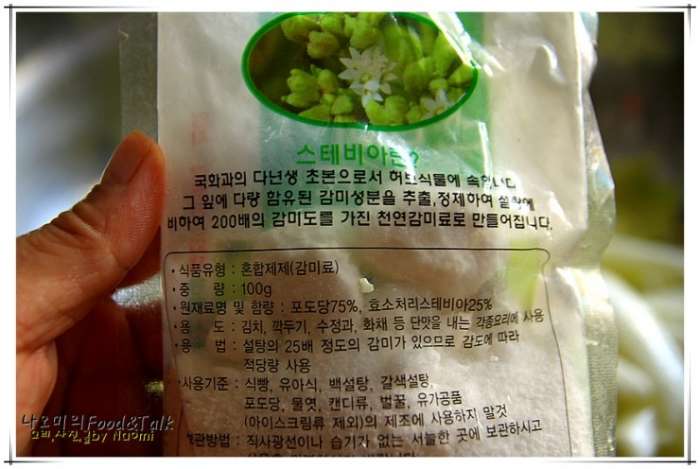 스테비아란?
국화과의 다년생 초본으로서 허브식물에 속합니다.
그 잎에 다량 함유된 감미성분을 추출, 정제하여 설탕에
비하여 200배의 감미도를 가진 천연감미료로 만들어집니다.
• 식품유형 : 혼합제제(감미료)
• 중 량 : 100g
• 원재료명 및 함량 : 포도당75%, 효소처리스테비아25%
• 용 도 : 김치, 깍두기, 수정과, 화채 등 단맛을 내는 각종요리에 사용
• 용 법 : 설탕의 25배 정도의 감미가 있으므로 감도에 따라
적당량 사용
• 사용기준 : 식빵, 유아식, 백설탕, 갈색설탕,
포도당, 물엿, 캔디류, 벌꿀, 유가공품
(아이스크림류 제외)의 제조에 사용하지 말것
보관방법 : 직사광선이나 습기가 없는 서늘한 곳에 보관하시고
나오미의Food&Talk
요리,사진,글by Naomi